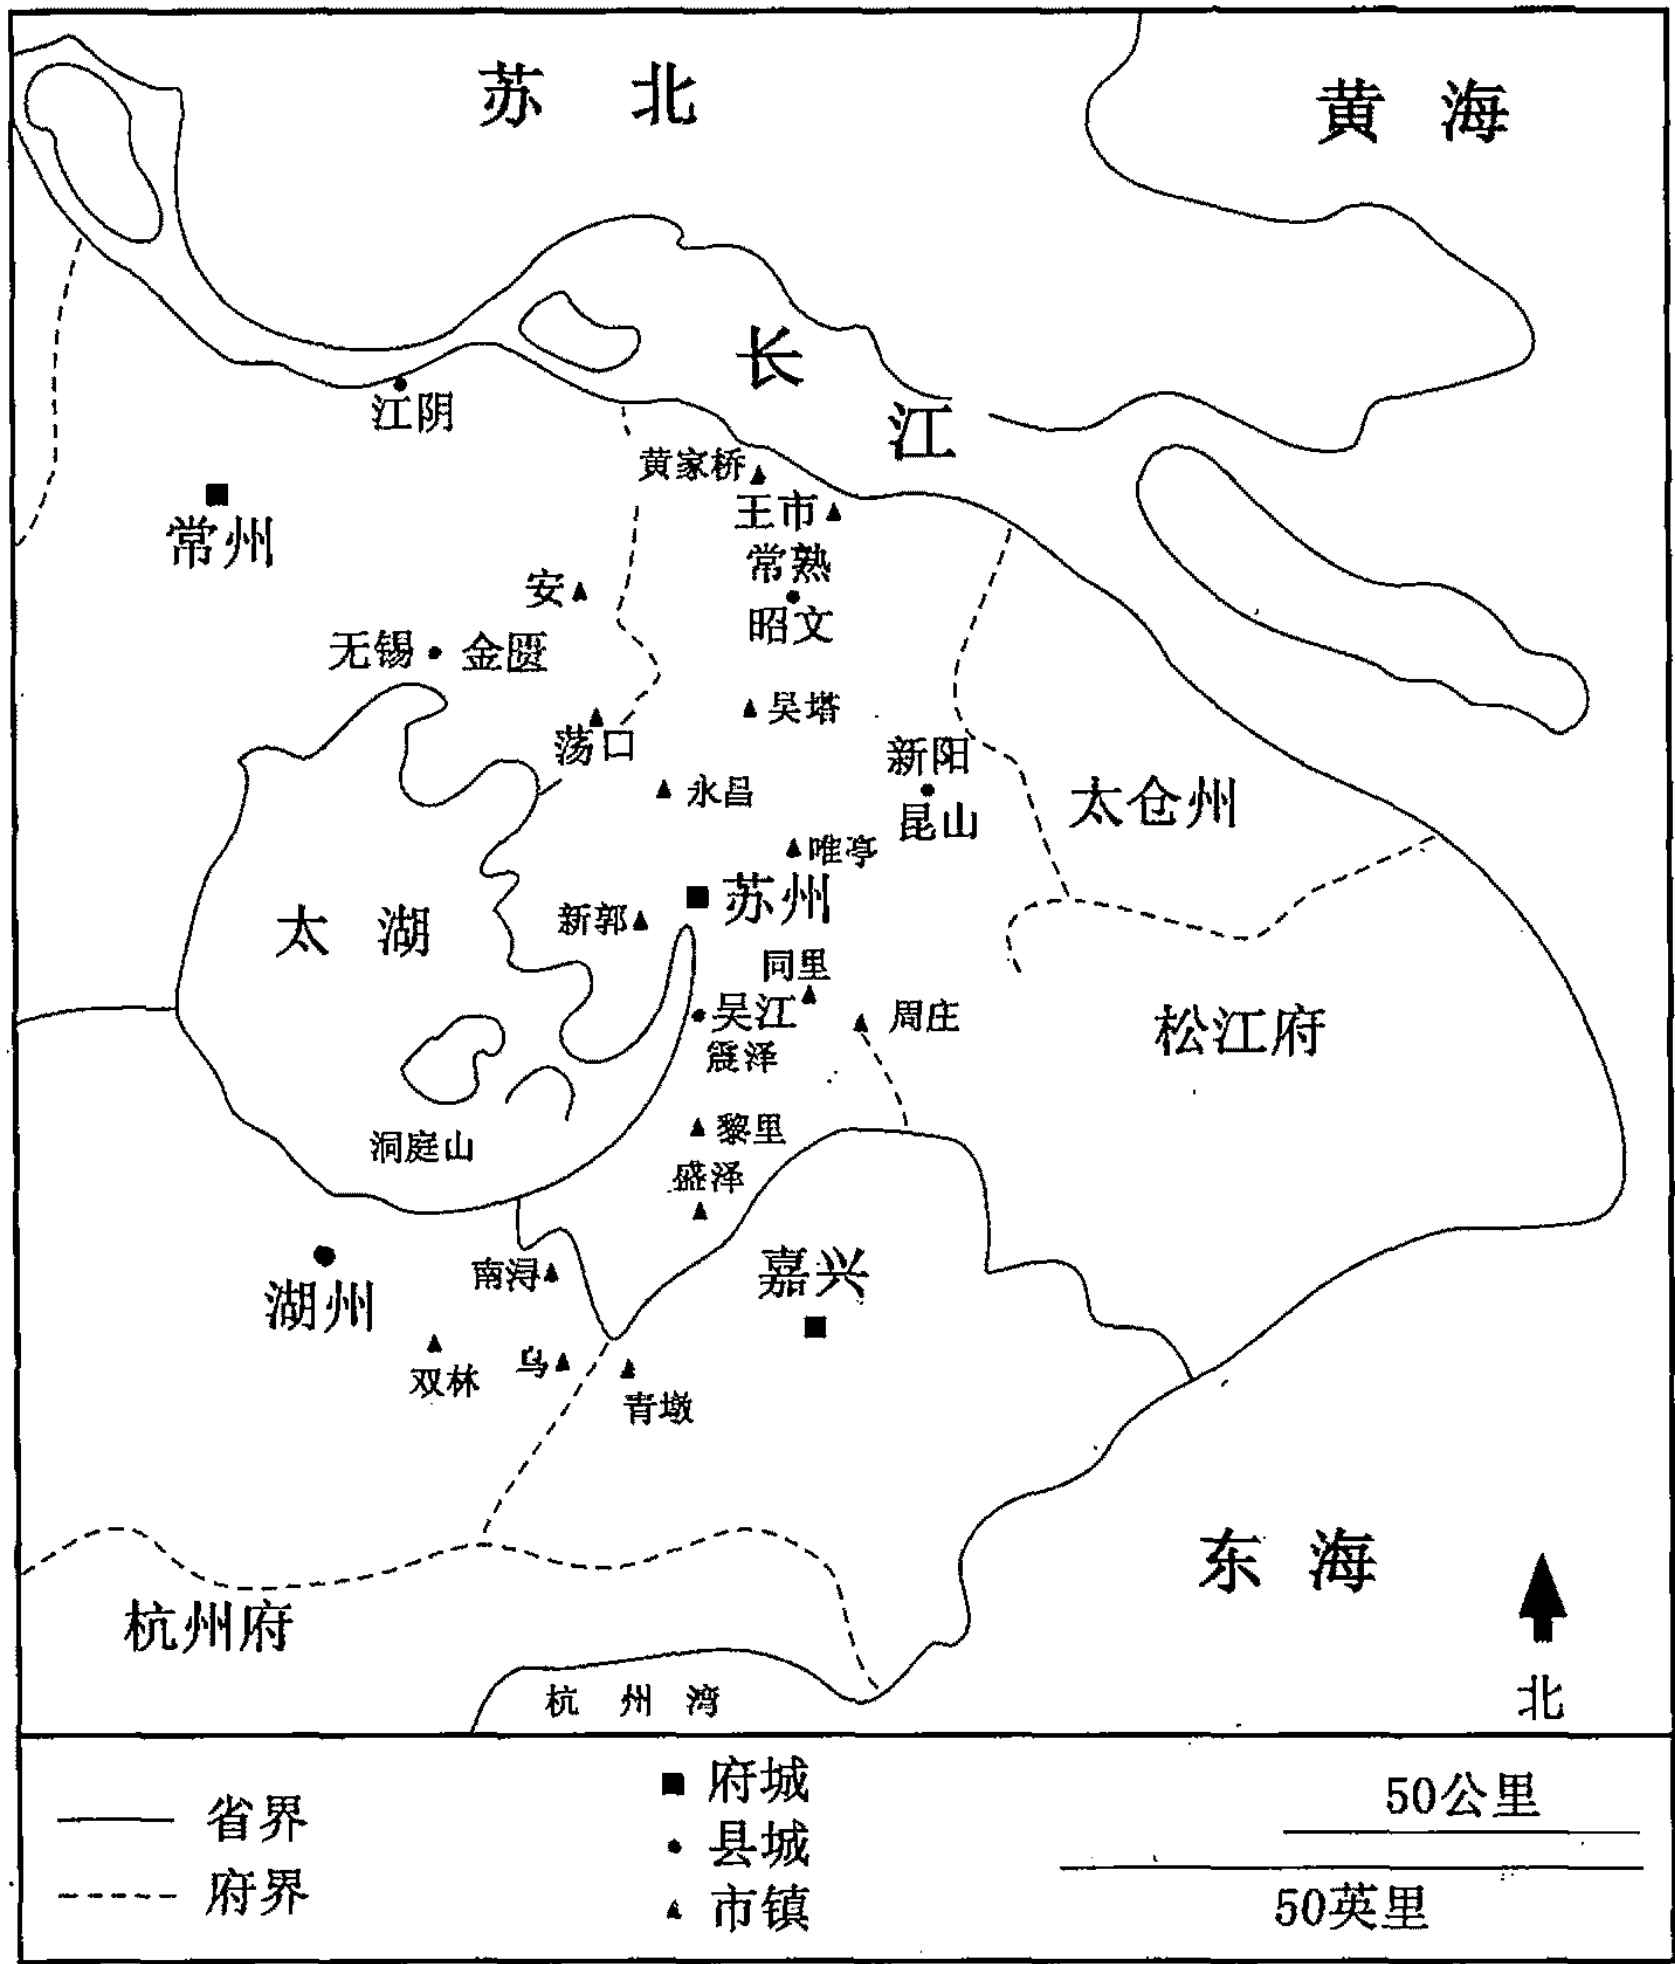 苏 北
黄 海
长
江
江阴
黄家桥
王市
常熟
昭文
常州
安
无锡
金匮
吴塔
荡口
永昌
新阳
昆山
太仓州
唯亭
苏州
新郭
太 湖
同里
吴江
震泽
周庄
松江府
洞庭山
黎里
盛泽
南浔
嘉兴
湖州
双林
乌
青墩
东 海
杭州府
杭 州 湾
北
省界
府界
府城
县城
市镇
50公里
50英里